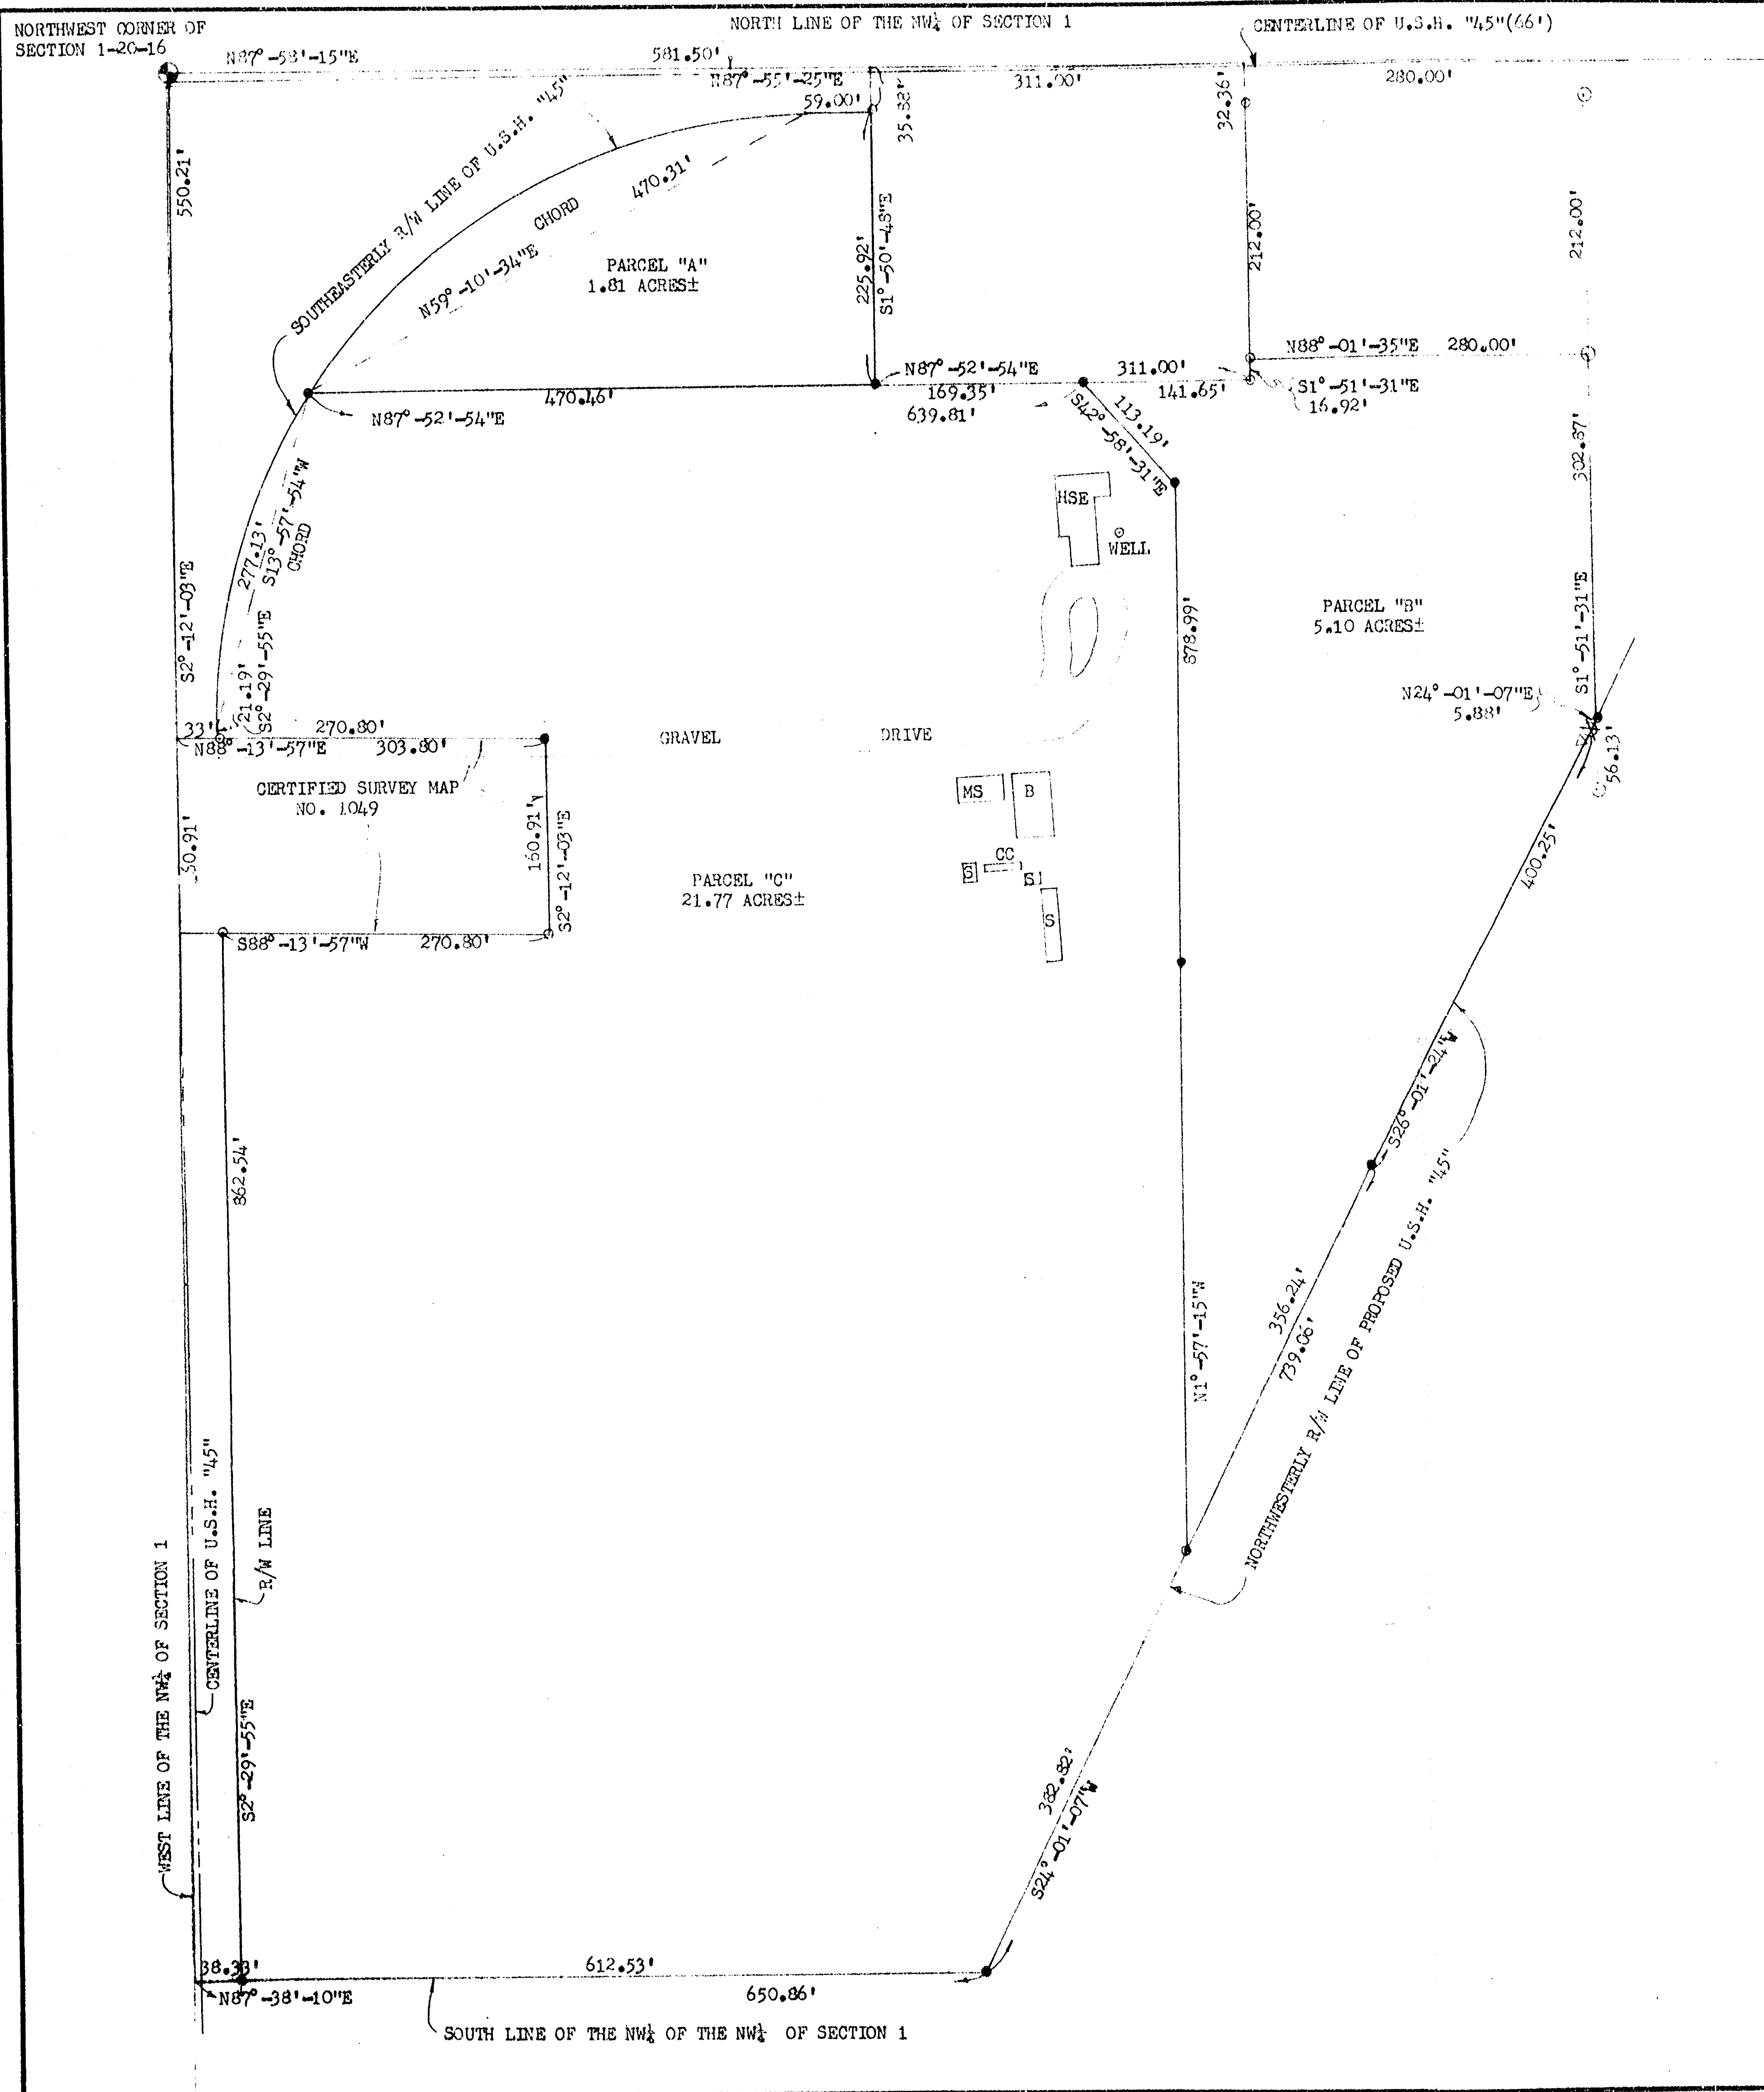 NORTHWEST CORNER OF
SECTION 1-20-16
NORTH LINE OF THE NW¼ OF SECTION 1
CENTERLINE OF U.S.H. "45"(66')
N87°-58'-15"E
581.50'
N87°-55'-25"E
59.00'
311.00'
280.00'
35.82'
32.36'
550.21'
SOUTHEASTERLY R/W LINE OF U.S.H. "45"
CHORD
470.31'
N59°-10'-34"E
PARCEL "A"
1.81 ACRES±
225.92'
S1°-50'-48"E
212.00'
212.00'
N88°-01'-35"E
280.00'
N87°-52'-54"E
311.00'
S1°-51'-31"E
16.92'
470.46'
N87°-52'-54"E
169.35'
141.65'
639.81'
113.19'
S42°-58'-31"E
302.87'
277.13'
S13°-57'-54"W
CHORD
HSE
WELL
878.99'
PARCEL "B"
5.10 ACRES±
S1°-51'-31"E
S2°-12'-03"E
21.19'
S2°-29'-55"E
N24°-01'-07"E
5.88'
56.13'
33'
270.80'
N88°-13'-57"E
303.80'
GRAVEL
DRIVE
CERTIFIED SURVEY MAP
NO. 1049
MS
B
160.91'
S2°-12'-03"E
60.91'
CC
S
S
S
PARCEL "C"
21.77 ACRES±
400.25'
S88°-13'-57"W
270.80'
862.54'
S26°-01'-24"W
NORTHWESTERLY R/W LINE OF PROPOSED U.S.H. "45"
356.24'
739.06'
N1°-57'-15"W
WEST LINE OF THE NW¼ OF SECTION 1
CENTERLINE OF U.S.H. "45"
R/W LINE
S2°-29'-55"E
382.82'
S24°-01'-07"W
38.33'
612.53'
N87°-38'-10"E
650.86'
SOUTH LINE OF THE NW¼ OF THE NW¼ OF SECTION 1